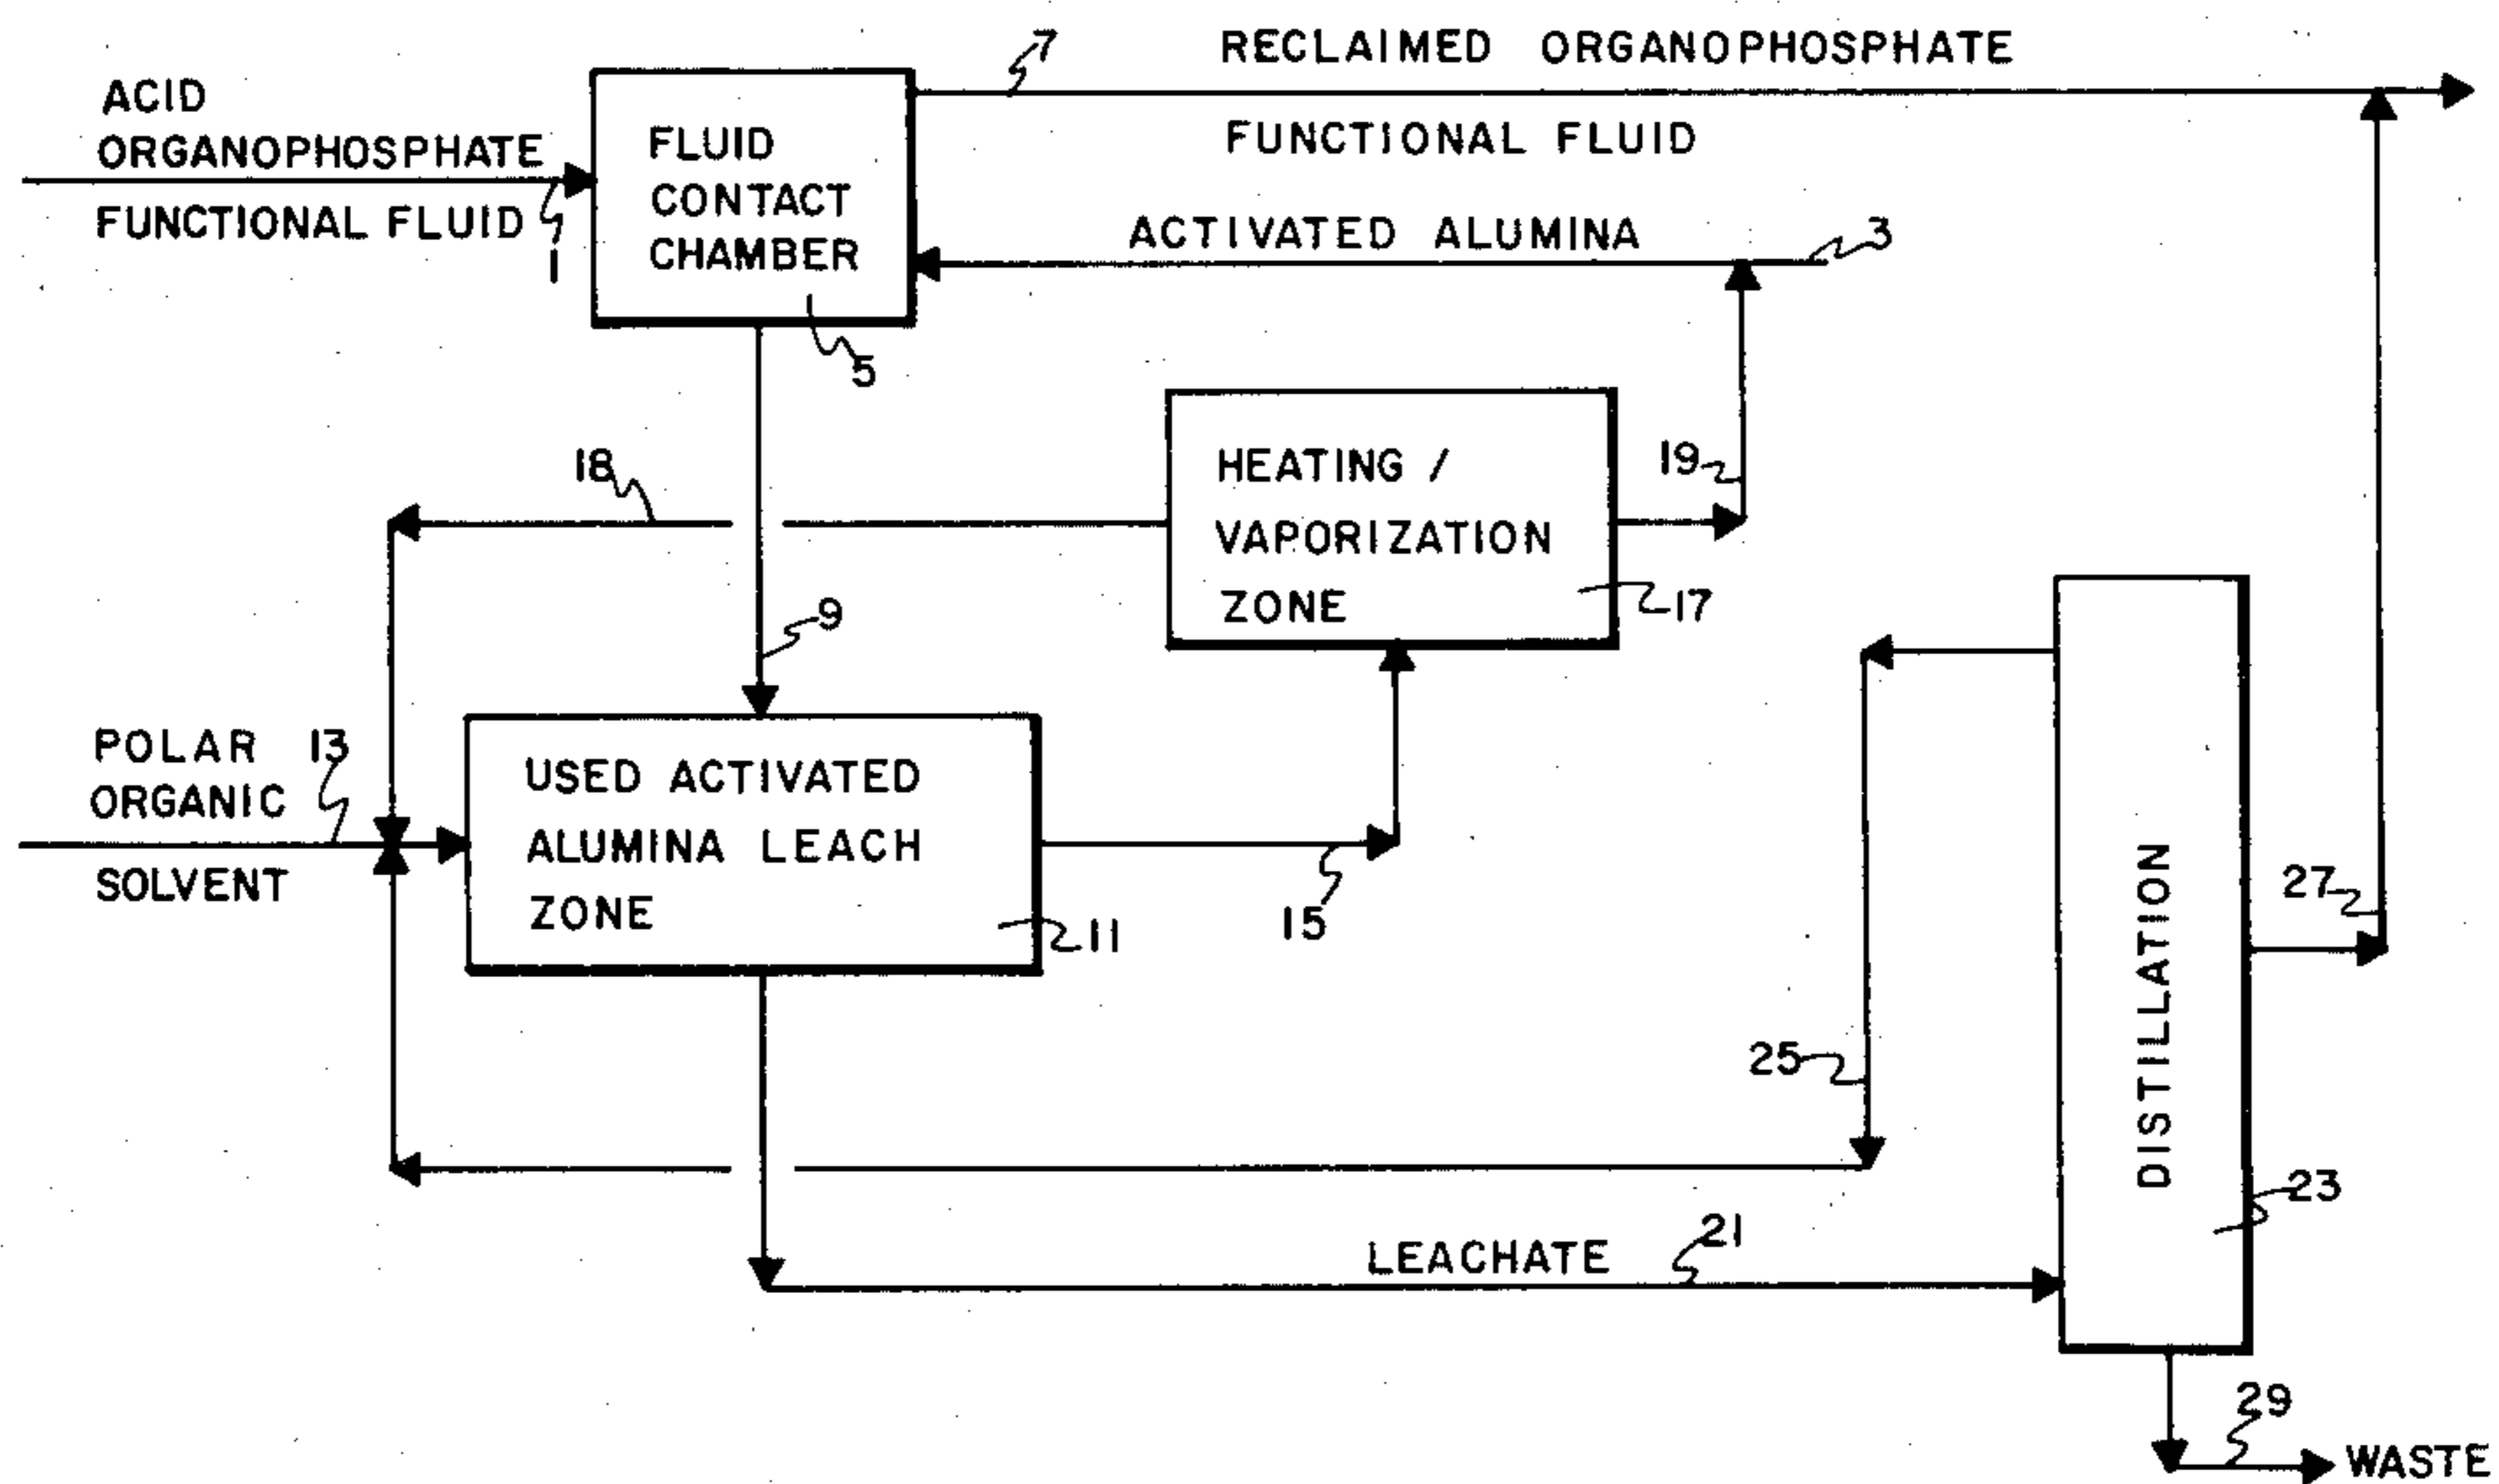 7
RECLAIMED ORGANOPHOSPHATE
FUNCTIONAL FLUID
ACID
ORGANOPHOSPHATE
FUNCTIONAL FLUID
1
FLUID
CONTACT
CHAMBER
5
ACTIVATED ALUMINA
3
18
HEATING /
VAPORIZATION
ZONE
19
17
9
POLAR 13
ORGANIC
SOLVENT
USED ACTIVATED
ALUMINA LEACH
ZONE
11
15
DISTILLATION
27
25
23
LEACHATE
21
29
WASTE